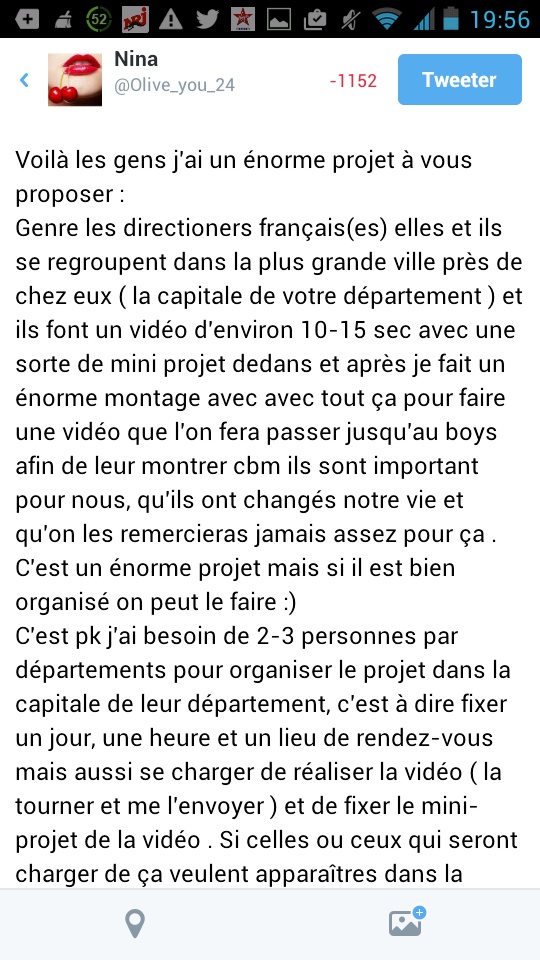 52
NRJ
19:56
Nina
@Olive_you_24
-1152
Tweeter
Voilà les gens j'ai un énorme projet à vous
proposer :
Genre les directioners français(es) elles et ils
se regroupent dans la plus grande ville près de
chez eux ( la capitale de votre département ) et
ils font un vidéo d'environ 10-15 sec avec une
sorte de mini projet dedans et après je fait un
énorme montage avec avec tout ça pour faire
une vidéo que l'on fera passer jusqu'au boys
afin de leur montrer cbm ils sont important
pour nous, qu'ils ont changés notre vie et
qu'on les remercieras jamais assez pour ça .
C'est un énorme projet mais si il est bien
organisé on peut le faire :)
C'est pk j'ai besoin de 2-3 personnes par
départements pour organiser le projet dans la
capitale de leur département, c'est à dire fixer
un jour, une heure et un lieu de rendez-vous
mais aussi se charger de réaliser la vidéo ( la
tourner et me l'envoyer ) et de fixer le mini-
projet de la vidéo . Si celles ou ceux qui seront
charger de ça veulent apparaîtres dans la